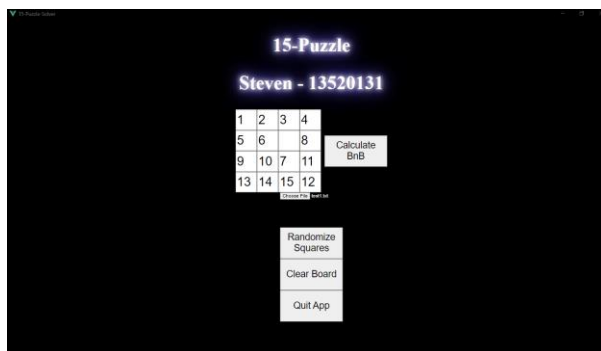 15-Puzzle Solver
15-Puzzle
Steven - 13520131
1 2 3 4
5 6 8
9 10 7 11
13 14 15 12
Calculate
BnB
Choose File
Randomize
Squares
Clear Board
Quit App